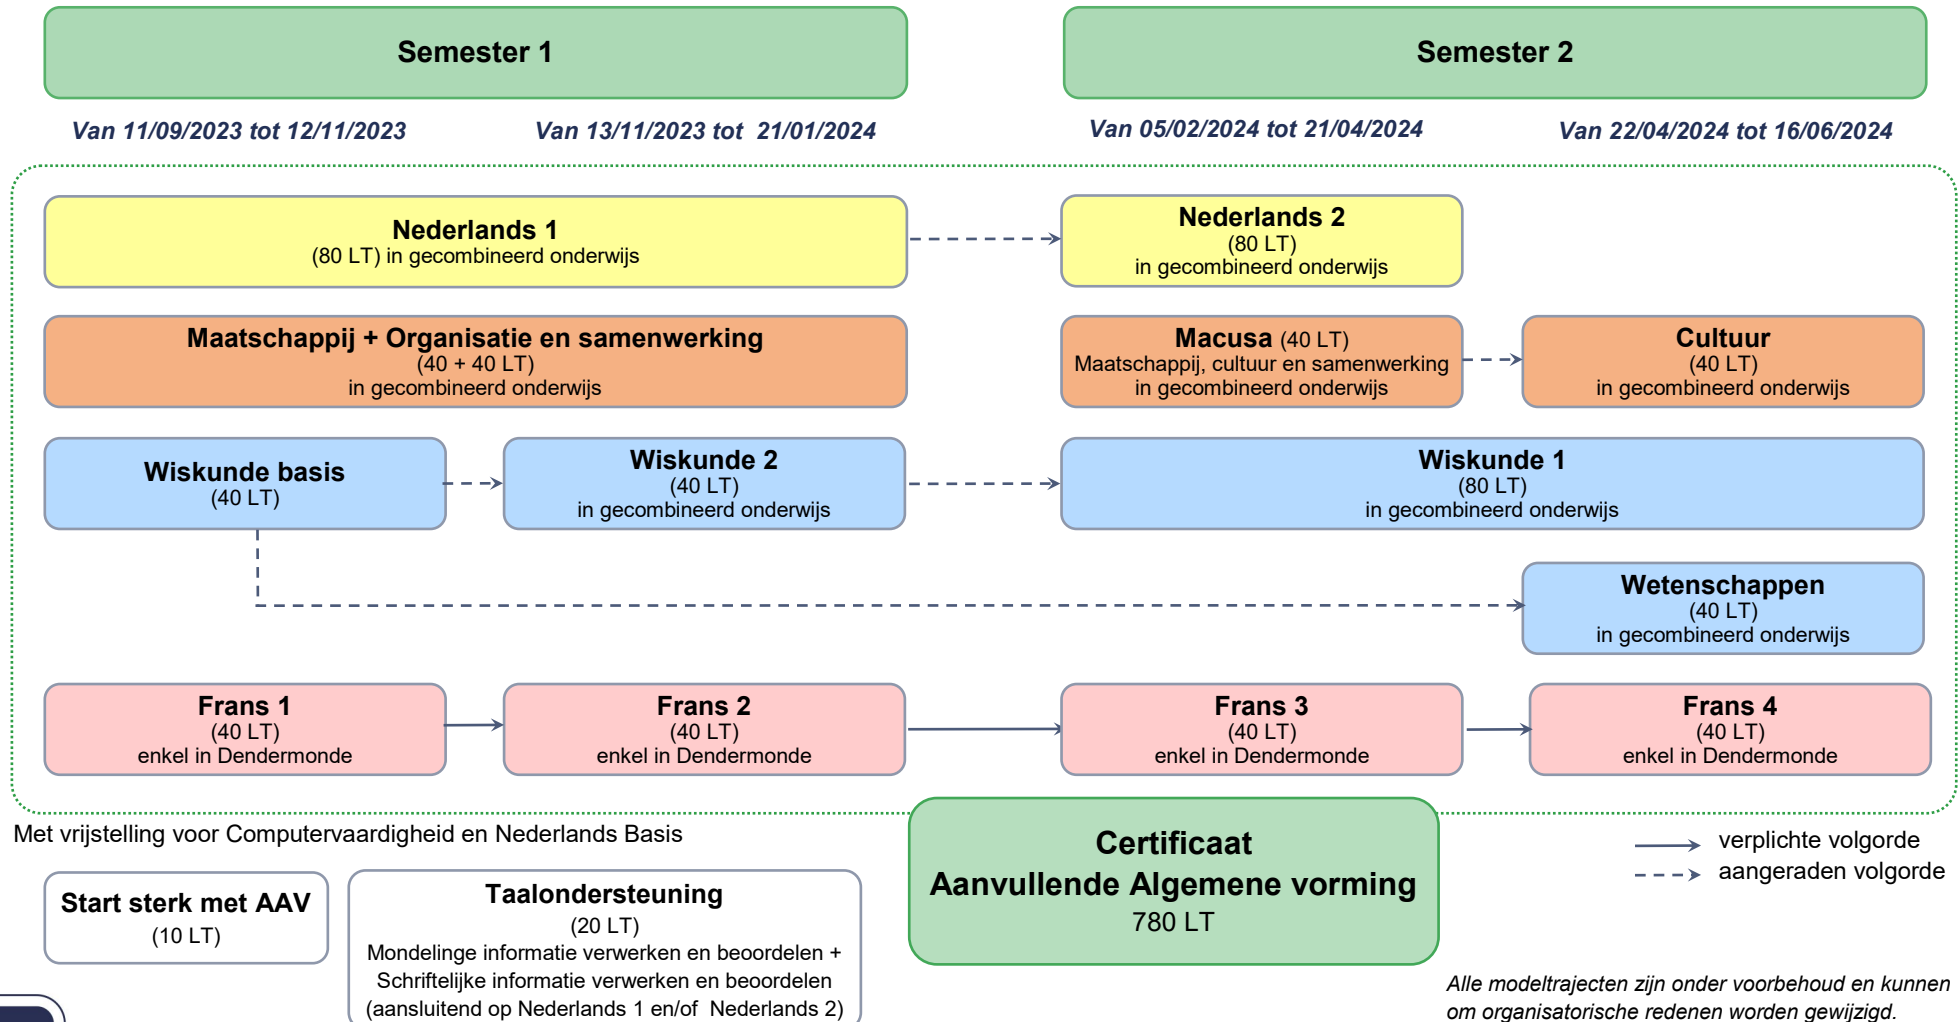 Semester 1
Semester 2
Van 11/09/2023 tot 12/11/2023
Van 13/11/2023 tot 21/01/2024
Van 05/02/2024 tot 21/04/2024
Van 22/04/2024 tot 16/06/2024
Nederlands 1
(80 LT) in gecombineerd onderwijs
Nederlands 2
(80 LT)
in gecombineerd onderwijs
Maatschappij + Organisatie en samenwerking
(40 + 40 LT)
in gecombineerd onderwijs
Macusa (40 LT)
Maatschappij, cultuur en samenwerking
in gecombineerd onderwijs
Cultuur
(40 LT)
in gecombineerd onderwijs
Wiskunde basis
(40 LT)
Wiskunde 2
(40 LT)
in gecombineerd onderwijs
Wiskunde 1
(80 LT)
in gecombineerd onderwijs
Wetenschappen
(40 LT)
in gecombineerd onderwijs
Frans 1
(40 LT)
enkel in Dendermonde
Frans 2
(40 LT)
enkel in Dendermonde
Frans 3
(40 LT)
enkel in Dendermonde
Frans 4
(40 LT)
enkel in Dendermonde
Met vrijstelling voor Computervaardigheid en Nederlands Basis
Start sterk met AAV
(10 LT)
Taalondersteuning
(20 LT)
Mondelinge informatie verwerken en beoordelen +
Schriftelijke informatie verwerken en beoordelen
(aansluitend op Nederlands 1 en/of Nederlands 2)
Certificaat
Aanvullende Algemene vorming
780 LT
verplichte volgorde
aangeraden volgorde
Alle modeltrajecten zijn onder voorbehoud en kunnen
om organisatorische redenen worden gewijzigd.